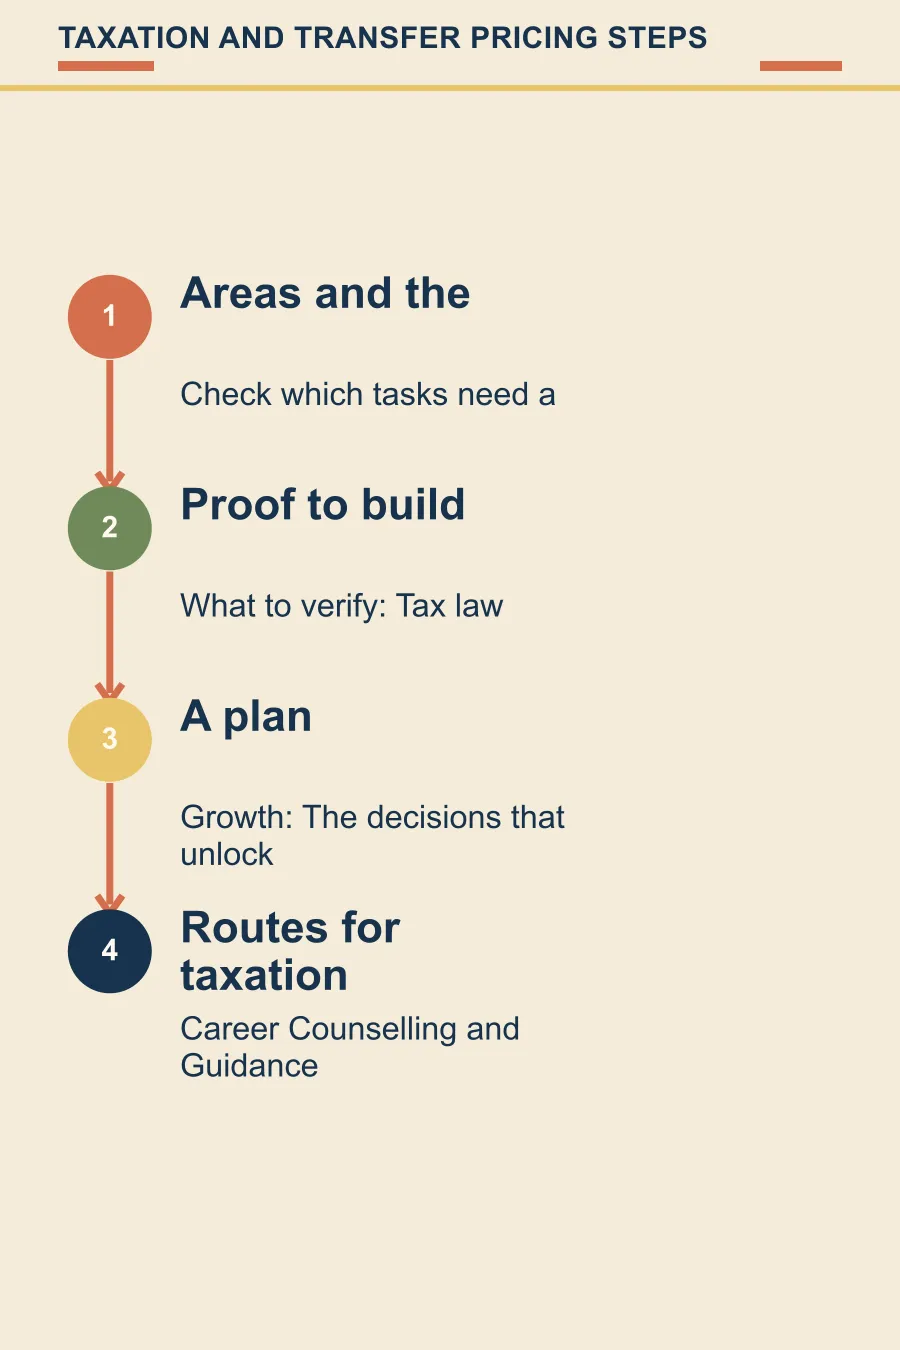 TAXATION AND TRANSFER PRICING STEPS
1
Areas and the
Check which tasks need a
2
Proof to build
What to verify: Tax law
3
A plan
Growth: The decisions that
unlock
4
Routes for
taxation
Career Counselling and
Guidance